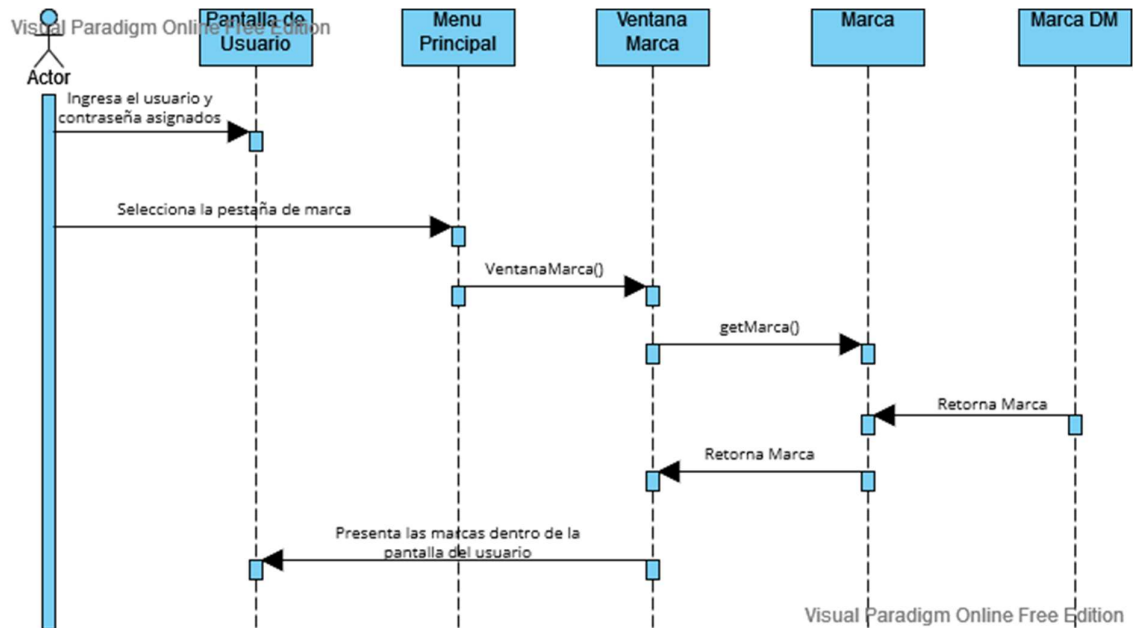 Visual Paradigm Online Free Edition
Pantalla de
Usuario
Menu
Principal
Ventana
Marca
Marca
Marca DM
Actor
Ingresa el usuario y
contraseña asignados
Selecciona la pestaña de marca
VentanaMarca()
getMarca()
Retorna Marca
Retorna Marca
Presenta las marcas dentro de la
pantalla del usuario
Visual Paradigm Online Free Edition